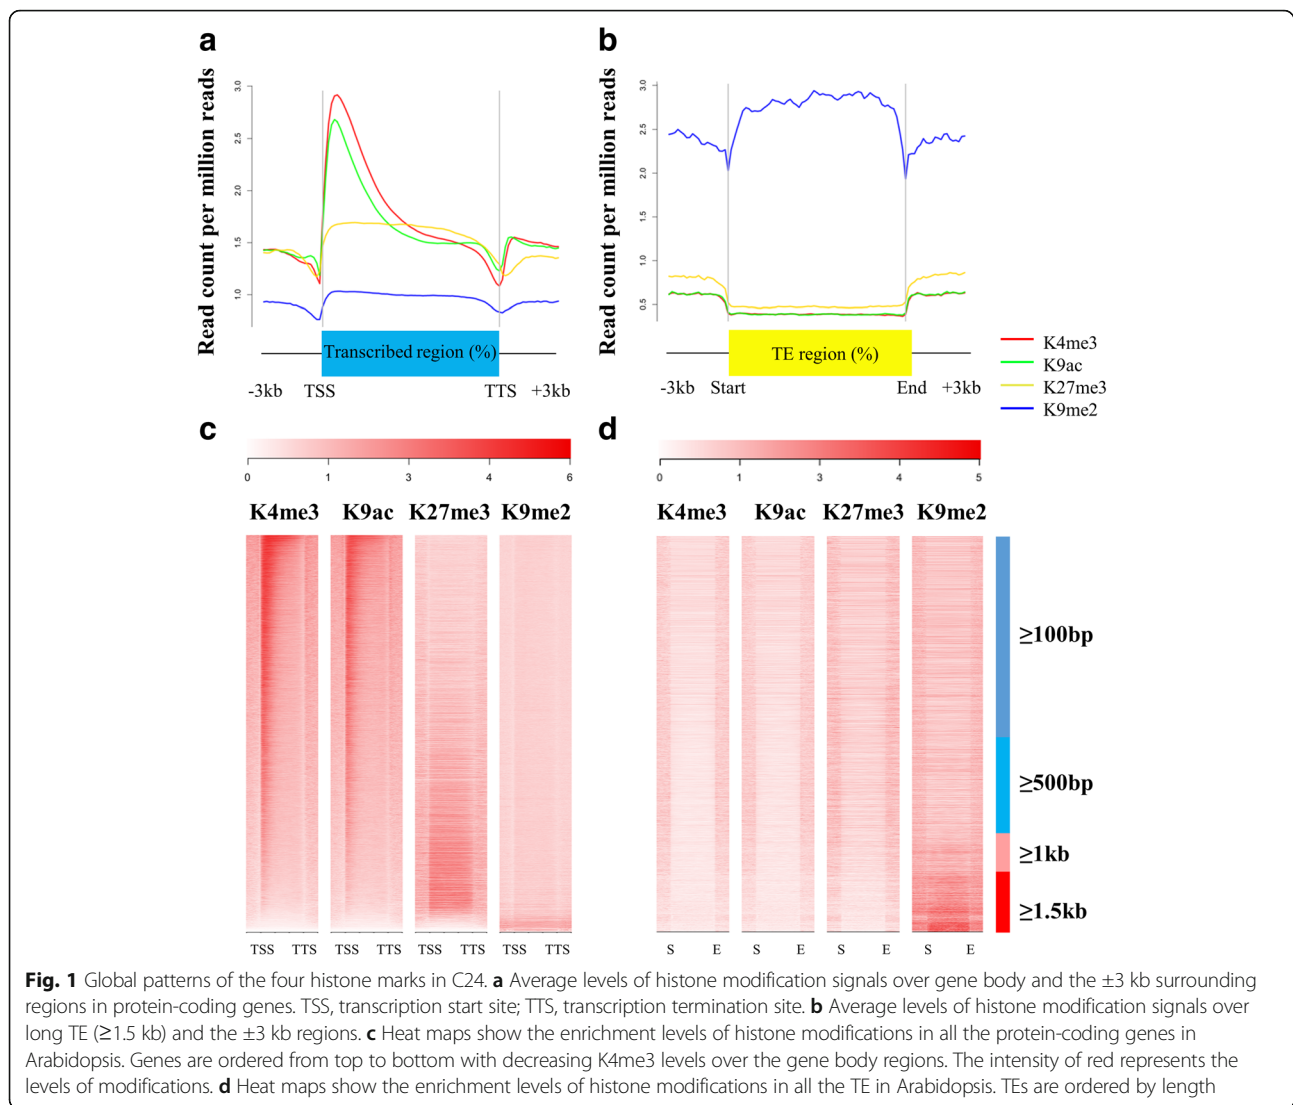 a
Read count per million reads
3.0
2.5
2.0
1.5
1.0
Transcribed region (%)
-3kb TSS TTS +3kb
b
Read count per million reads
3.0
2.5
2.0
1.5
1.0
0.5
TE region (%)
-3kb Start End +3kb
K4me3
K9ac
K27me3
K9me2
c
0 1 3 4 6
K4me3 K9ac K27me3 K9me2
TSS TTS TSS TTS TSS TTS TSS TTS
d
0 1 3 4 5
K4me3 K9ac K27me3 K9me2
≥100bp
≥500bp
≥1kb
≥1.5kb
S E S E S E S E
Fig. 1 Global patterns of the four histone marks in C24. a Average levels of histone modification signals over gene body and the ±3 kb surrounding
regions in protein-coding genes. TSS, transcription start site; TTS, transcription termination site. b Average levels of histone modification signals over
long TE (≥1.5 kb) and the ±3 kb regions. c Heat maps show the enrichment levels of histone modifications in all the protein-coding genes in
Arabidopsis. Genes are ordered from top to bottom with decreasing K4me3 levels over the gene body regions. The intensity of red represents the
levels of modifications. d Heat maps show the enrichment levels of histone modifications in all the TE in Arabidopsis. TEs are ordered by length